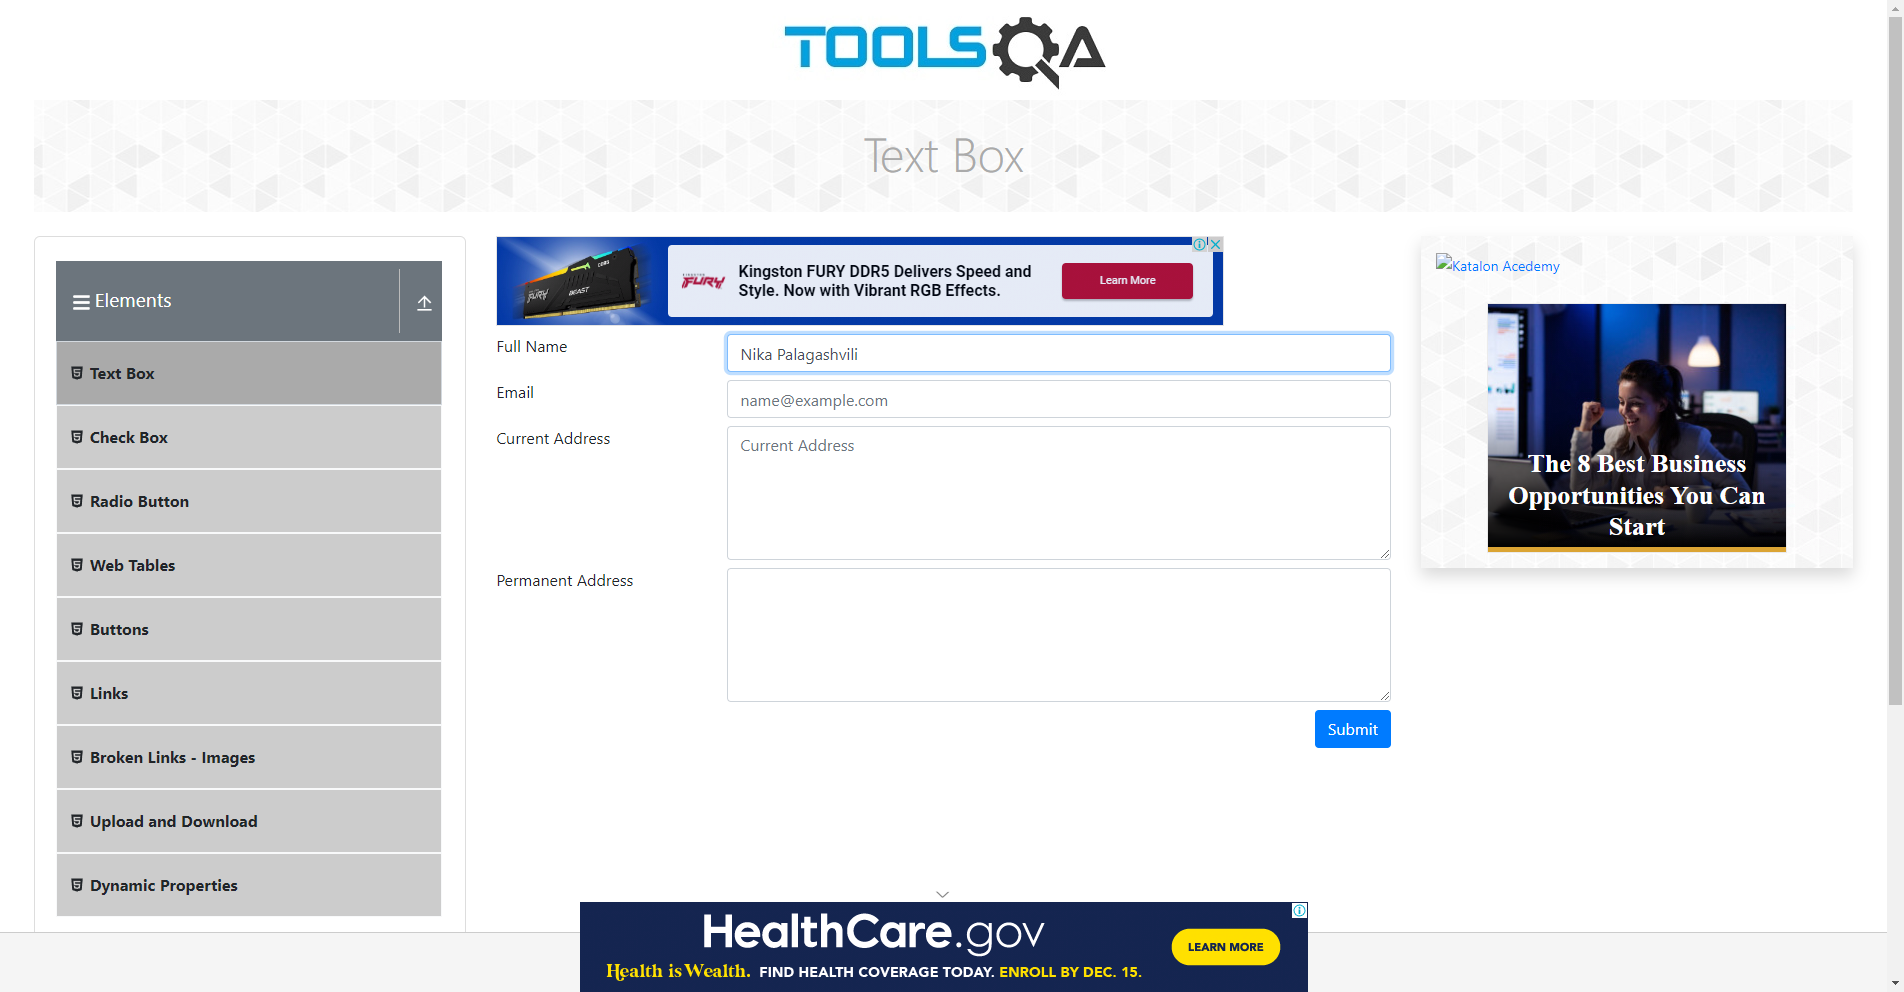 TOOLSQA
Text Box
Elements
Text Box
Check Box
Radio Button
Web Tables
Buttons
Links
Broken Links - Images
Upload and Download
Dynamic Properties
FURY
BEAST
DDR5
KINGSTON
FURY
Kingston FURY DDR5 Delivers Speed and
Style. Now with Vibrant RGB Effects.
Learn More
Full Name
Nika Palagashvili
Email
name@example.com
Current Address
Current Address
Permanent Address
Submit
Katalon Acedemy
The 8 Best Business
Opportunities You Can
Start
HealthCare.gov
Health is Wealth. FIND HEALTH COVERAGE TODAY. ENROLL BY DEC. 15.
LEARN MORE